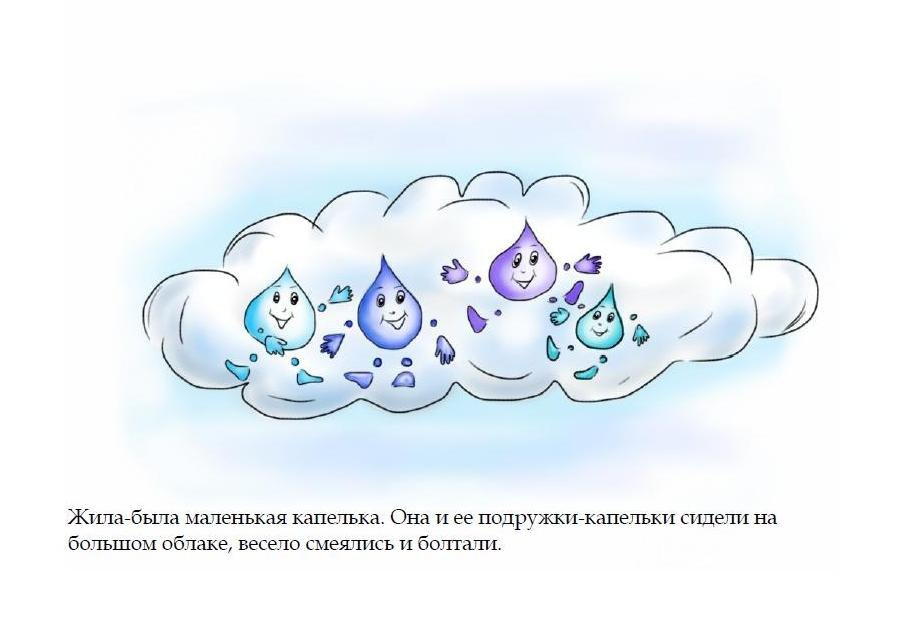 Жила-была маленькая капелька. Она и ее подружки-капельки сидели на
большом облаке, весело смеялись и болтали.